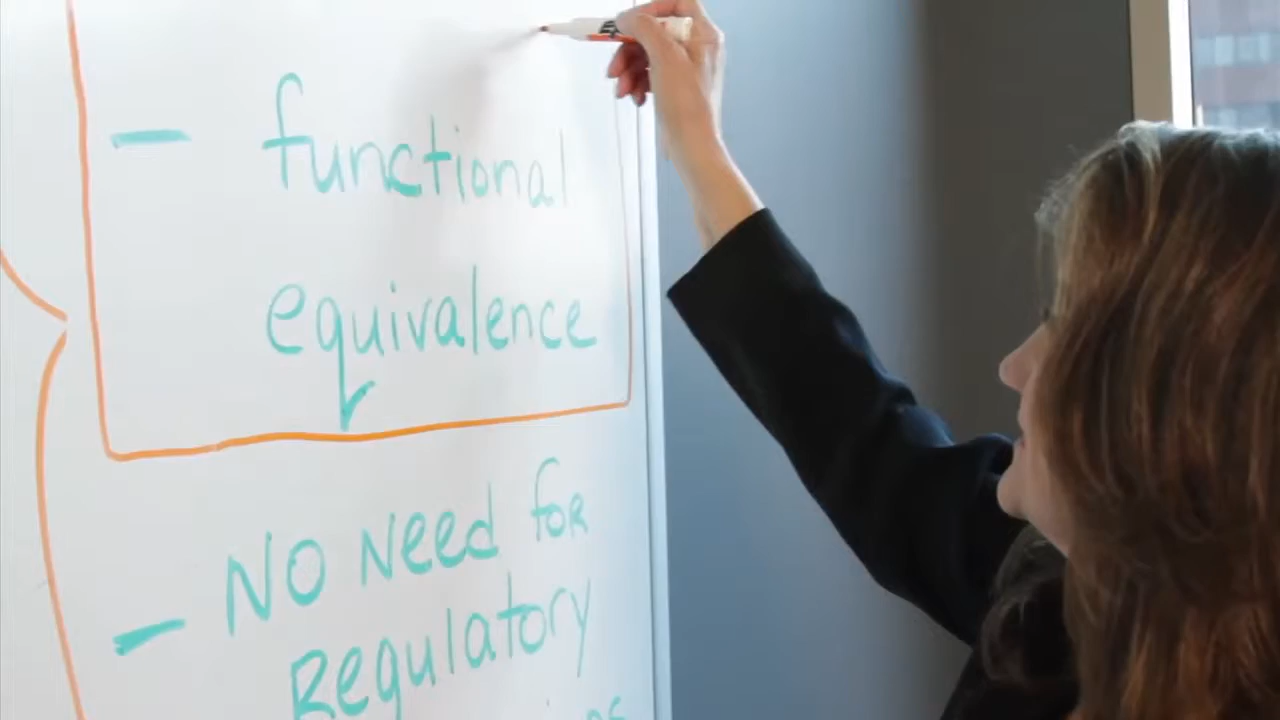 - functional
equivalence
- NO Need for
Regulatory